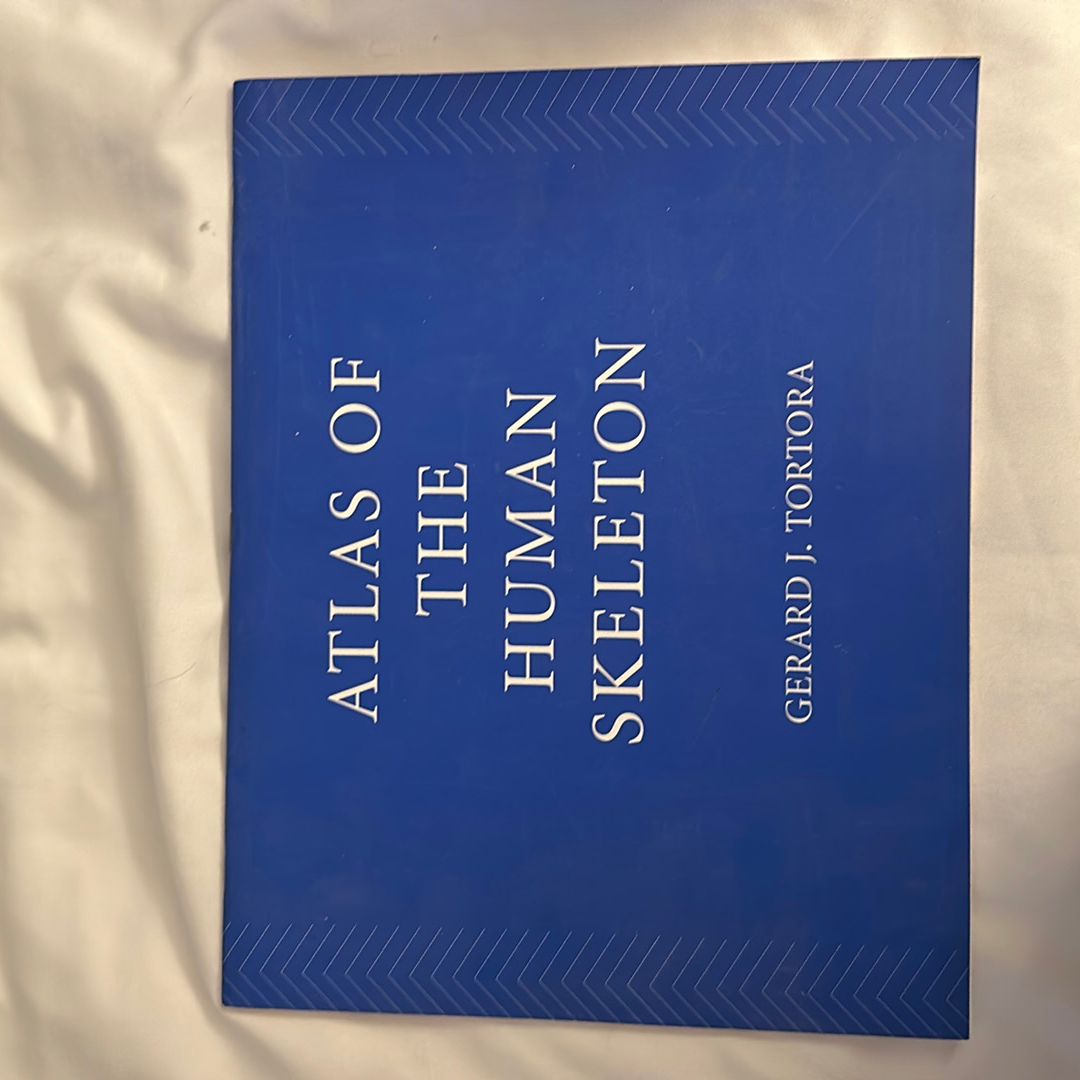 ATLAS OF
THE
HUMAN
SKELETON
GERARD J. TORTORA